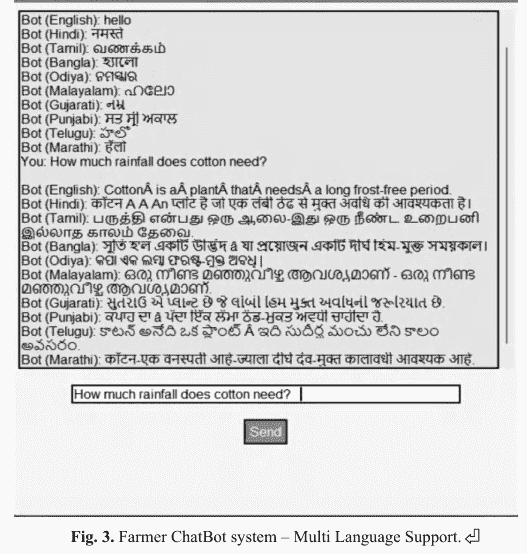 Bot (English): hello
Bot (Hindi): नमस्ते
Bot (Tamil): வணக்கம்
Bot (Bangla): হ্যালো
Bot (Odiya): ନମସ୍କାର
Bot (Malayalam): ഹലോ
Bot (Gujarati):
Bot (Punjabi): ਸਤ ਸ੍ਰੀ ਅਕਾਲ
Bot (Telugu): హలో
Bot (Marathi): हॅलो
You: How much rainfall does cotton need?
Bot (English): CottonÂ is aÂ plantÂ thatÂ needsÂ a long frost-free period.
Bot (Hindi): कॉटन A A An प्लांट है जो एक लंबी ठंढ से मुक्त अवधि की आवश्यकता है।
Bot (Tamil): பருத்தி என்பது ஒரு ஆலை-இது ஒரு நீண்ட உறைபனி
இல்லாத காலம் தேவை.
Bot (Bangla): সুতি হল একটি উদ্ভিদ â যা প্রয়োজন একটি দীর্ঘ হিম-মুক্ত সময়কাল।
Bot (Odiya): କପା ଏକ ଲମ୍ବା
Bot (Malayalam): ഒരു നീണ്ട മഞ്ഞുവീഴ്ച ആവശ്യമാണ് - ഒരു നീണ്ട
മഞ്ഞുവീഴ്ച ആവശ്യമാണ്.
Bot (Gujarati): સુતરાઉ એ પ્લાન્ટ છે જે લાંબી હિમ મુક્ત અવધિની જરૂરિયાત છે.
Bot (Punjabi): ਕਪਾਹ ਦਾ â ਪੌਦਾ ਇੱਕ ਲੰਮਾ ਠੰਡ-ਮੁਕਤ ਅਵਧੀ ਚਾਹੀਦਾ ਹੈ.
Bot (Telugu): కాటన్ అనేది ఒక ప్లాంట్ Â ఇది సుదీర్ఘ మంచు లేని కాలం
అవసరం.
Bot (Marathi): कॉटन-एक वनस्पती आहे-ज्याला दीर्घ दंव-मुक्त कालावधी आवश्यक आहे.
How much rainfall does cotton need?
Send
Fig. 3. Farmer ChatBot system – Multi Language Support.